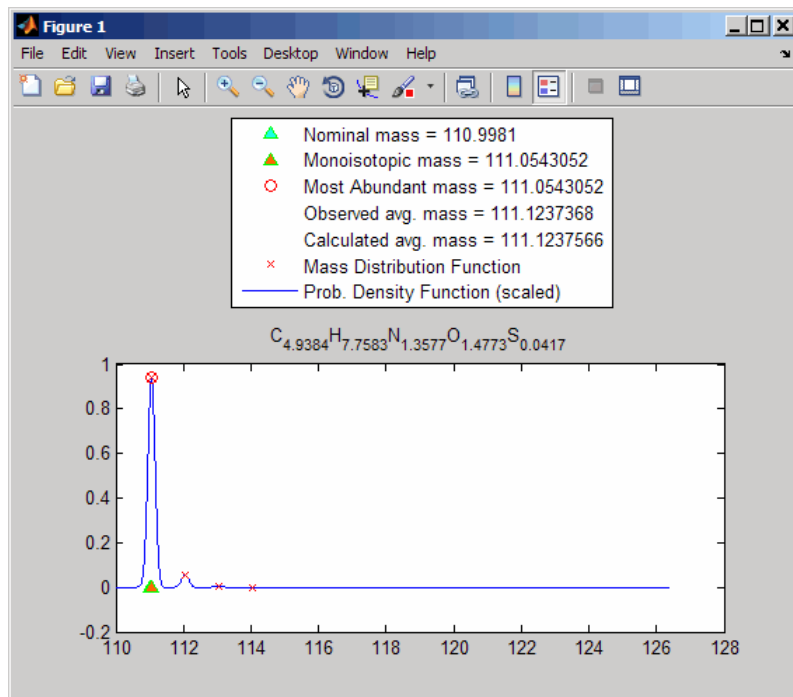 Figure 1
File Edit View Insert Tools Desktop Window Help
Nominal mass = 110.9981
Monoisotopic mass = 111.0543052
Most Abundant mass = 111.0543052
Observed avg. mass = 111.1237368
Calculated avg. mass = 111.1237566
Mass Distribution Function
Prob. Density Function (scaled)
C4.9384H7.7583N1.3577O1.4773S0.0417
1
0.8
0.6
0.4
0.2
0
-0.2
110 112 114 116 118 120 122 124 126 128